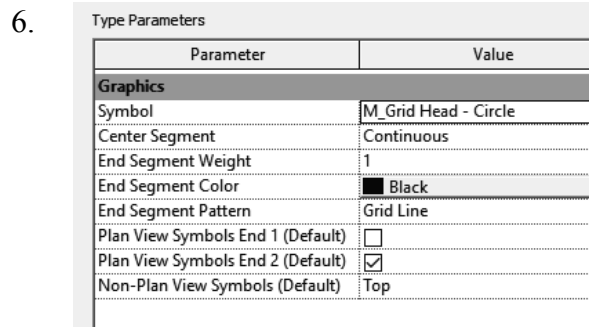 6.
Type Parameters
Parameter Value
Graphics
Symbol M_Grid Head - Circle
Center Segment Continuous
End Segment Weight 1
End Segment Color Black
End Segment Pattern Grid Line
Plan View Symbols End 1 (Default)
Plan View Symbols End 2 (Default)
Non-Plan View Symbols (Default) Top